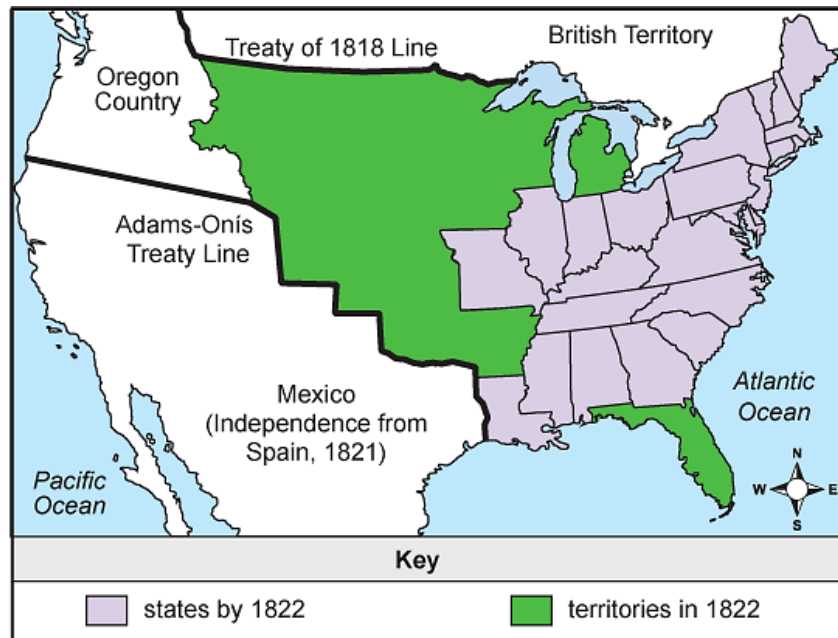 Treaty of 1818 Line
British Territory
Oregon
Country
Adams-Onís
Treaty Line
Mexico
(Independence from
Spain, 1821)
Atlantic
Ocean
Pacific
Ocean
N
W
E
S
Key
states by 1822
territories in 1822